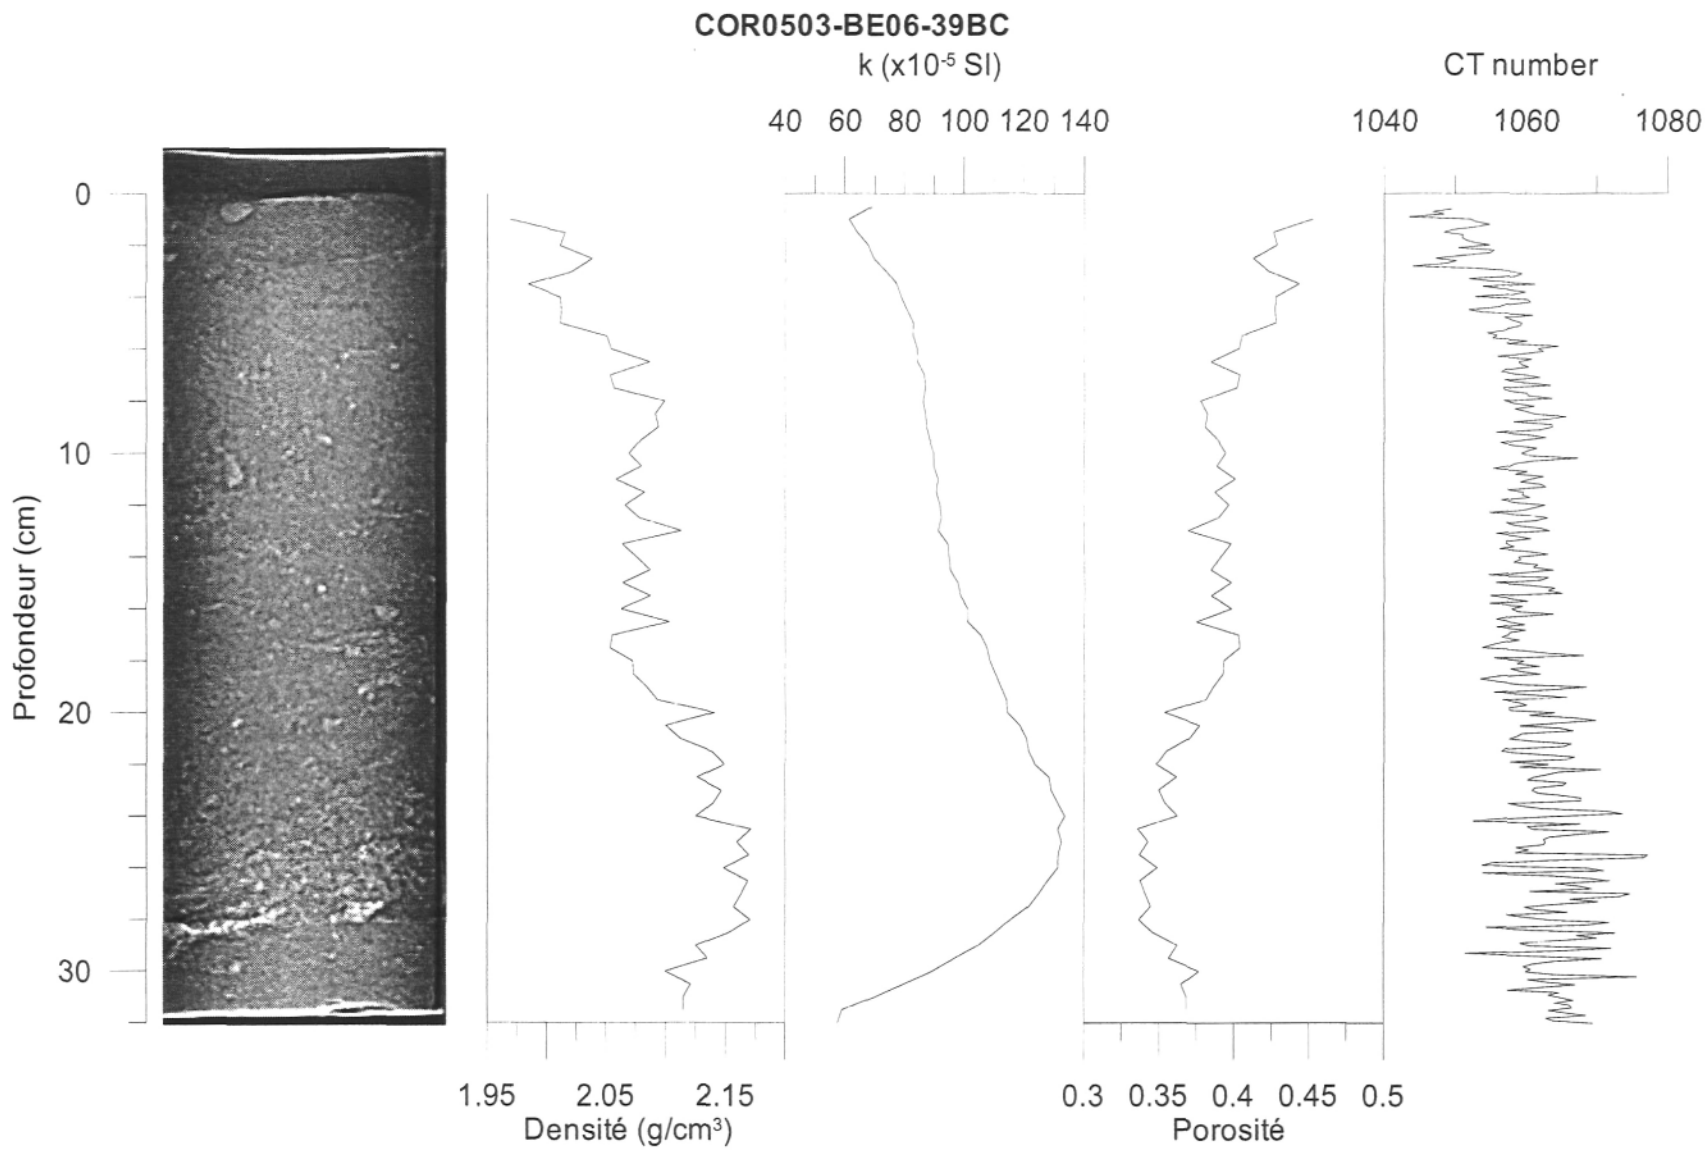 COR0503-BE06-39BC
k (x10⁻⁵ SI)
CT number
40 60 80 100 120 140
1040 1060 1080
0
10
20
30
Profondeur (cm)
1.95 2.05 2.15
0.3 0.35 0.4 0.45 0.5
Densité (g/cm³)
Porosité